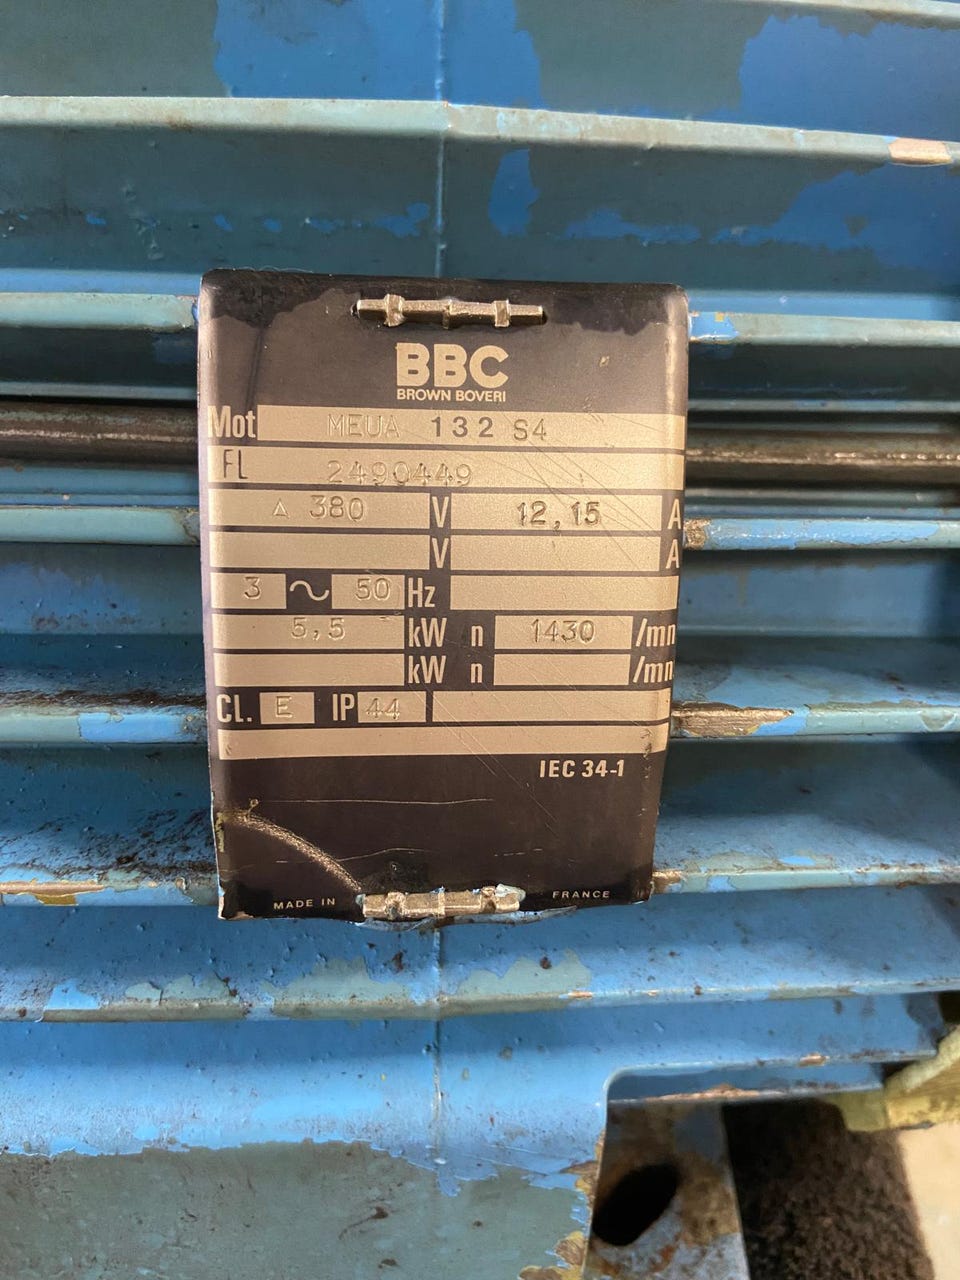 BBC
BROWN BOVERI
Mot MEUA 132 S4
FL 2490449
△ 380 V 12,15 A
V A
3 ~ 50 Hz
5,5 kW n 1430 /mn
kW n /mn
CL. E IP 44
IEC 34-1
MADE IN FRANCE